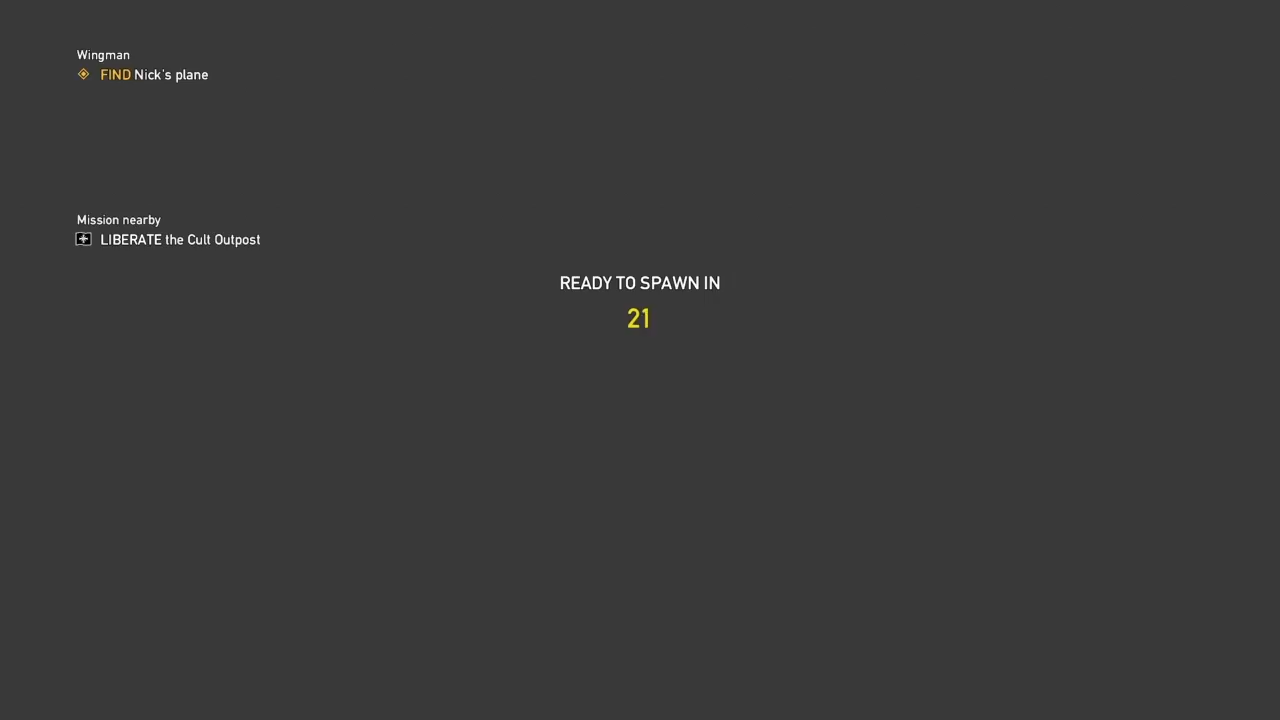 Wingman
FIND Nick's plane
Mission nearby
LIBERATE the Cult Outpost
READY TO SPAWN IN
21